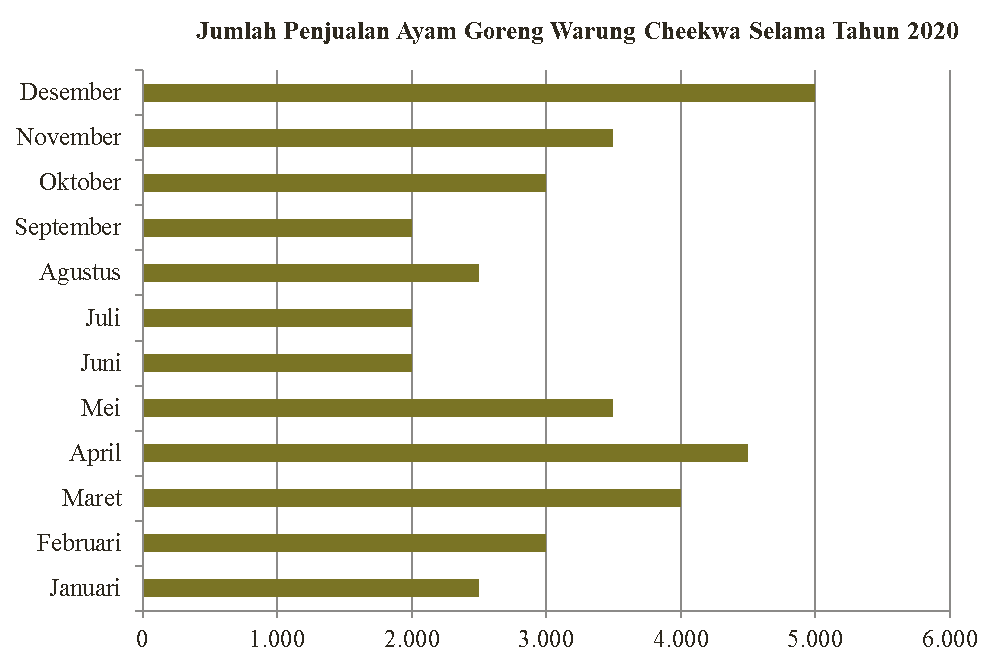 Jumlah Penjualan Ayam Goreng Warung Cheekwa Selama Tahun 2020
Desember
November
Oktober
September
Agustus
Juli
Juni
Mei
April
Maret
Februari
Januari
0 1.000 2.000 3.000 4.000 5.000 6.000